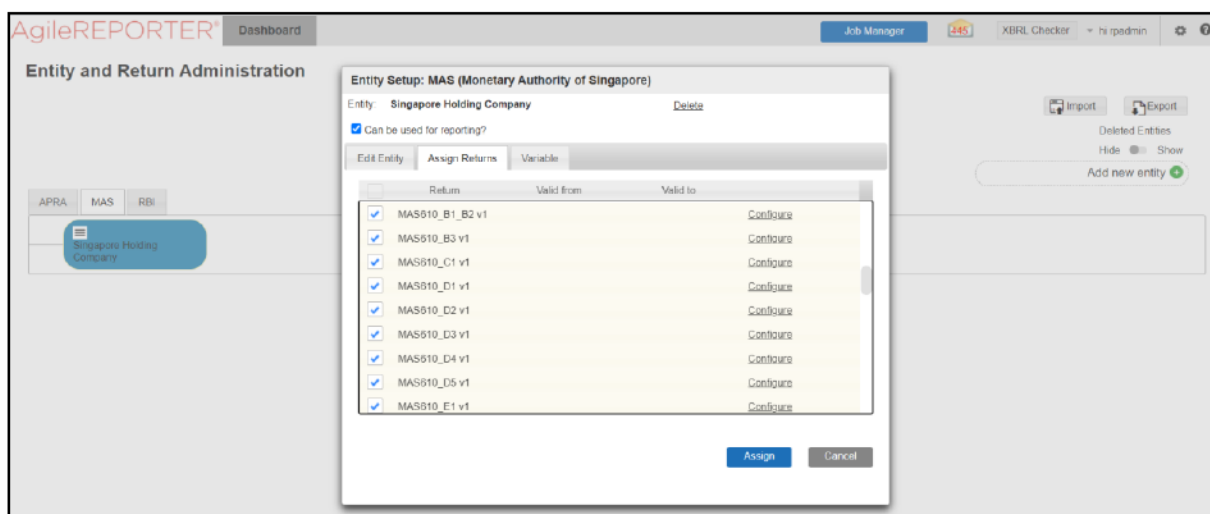 AgileREPORTER® Dashboard Job Manager 445 XBRL Checker hi rpadmin
Entity and Return Administration
Entity Setup: MAS (Monetary Authority of Singapore)
Entity: Singapore Holding Company Delete
Can be used for reporting?
Edit Entity Assign Returns Variable
Return Valid from Valid to
MAS610_B1_B2 v1 Configure
MAS610_B3 v1 Configure
MAS610_C1 v1 Configure
MAS610_D1 v1 Configure
MAS610_D2 v1 Configure
MAS610_D3 v1 Configure
MAS610_D4 v1 Configure
MAS610_D5 v1 Configure
MAS610_E1 v1 Configure
Assign Cancel
Import Export
Deleted Entities
Hide Show
Add new entity
APRA MAS RBI
Singapore Holding
Company